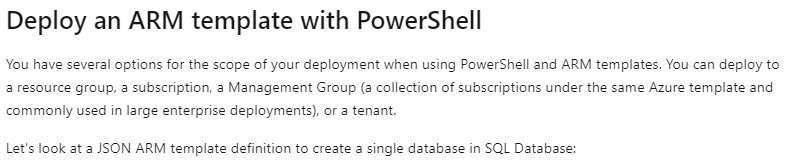 Deploy an ARM template with PowerShell
You have several options for the scope of your deployment when using PowerShell and ARM templates. You can deploy to
a resource group, a subscription, a Management Group (a collection of subscriptions under the same Azure template and
commonly used in large enterprise deployments), or a tenant.
Let's look at a JSON ARM template definition to create a single database in SQL Database: